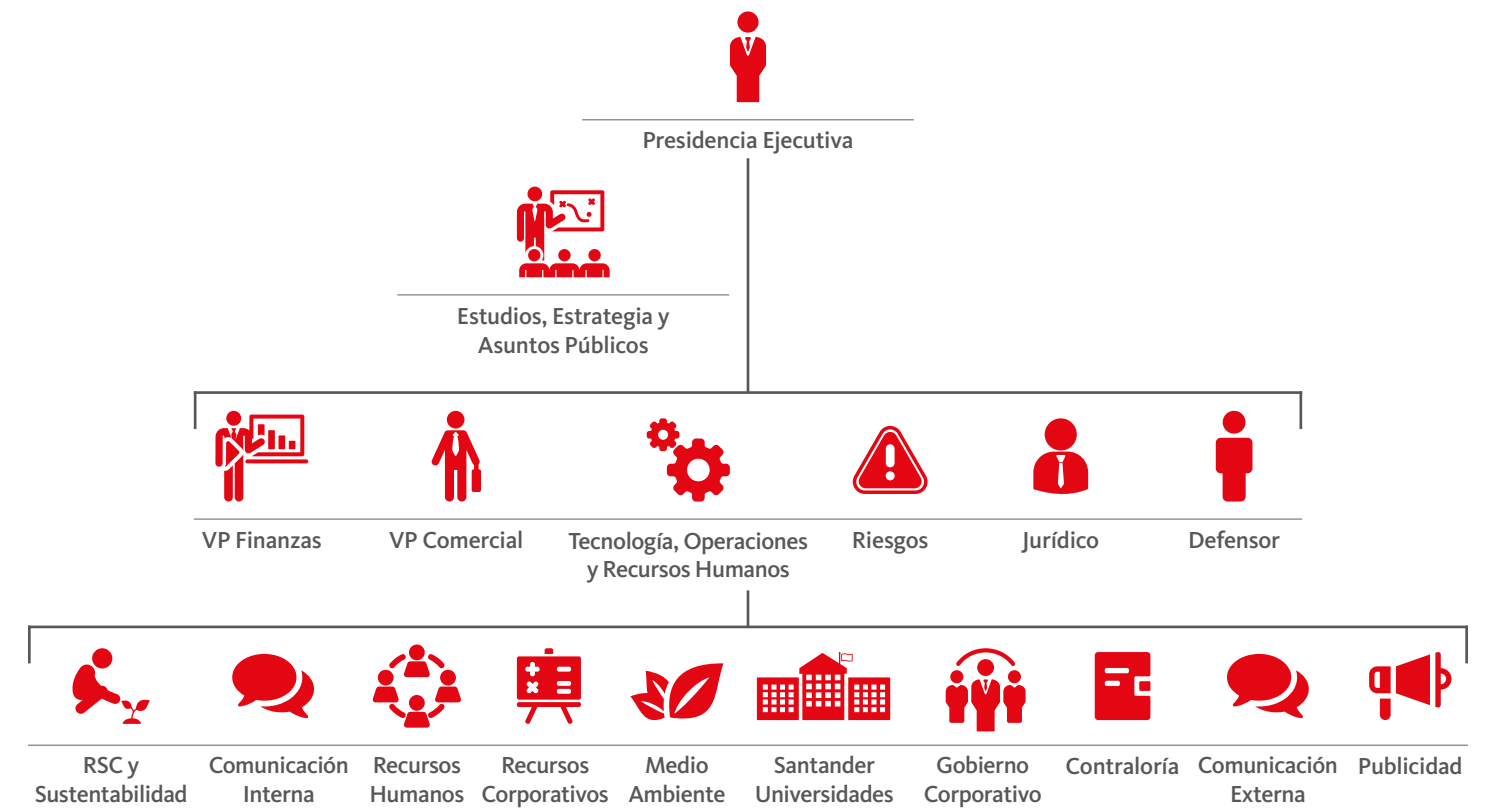 Presidencia Ejecutiva
Estudios, Estrategia y
Asuntos Públicos
VP Finanzas
VP Comercial
Tecnología, Operaciones
y Recursos Humanos
Riesgos
Jurídico
Defensor
RSC y
Sustentabilidad
Comunicación
Interna
Recursos
Humanos
Recursos
Corporativos
Medio
Ambiente
Santander
Universidades
Gobierno
Corporativo
Contraloría
Comunicación
Externa
Publicidad